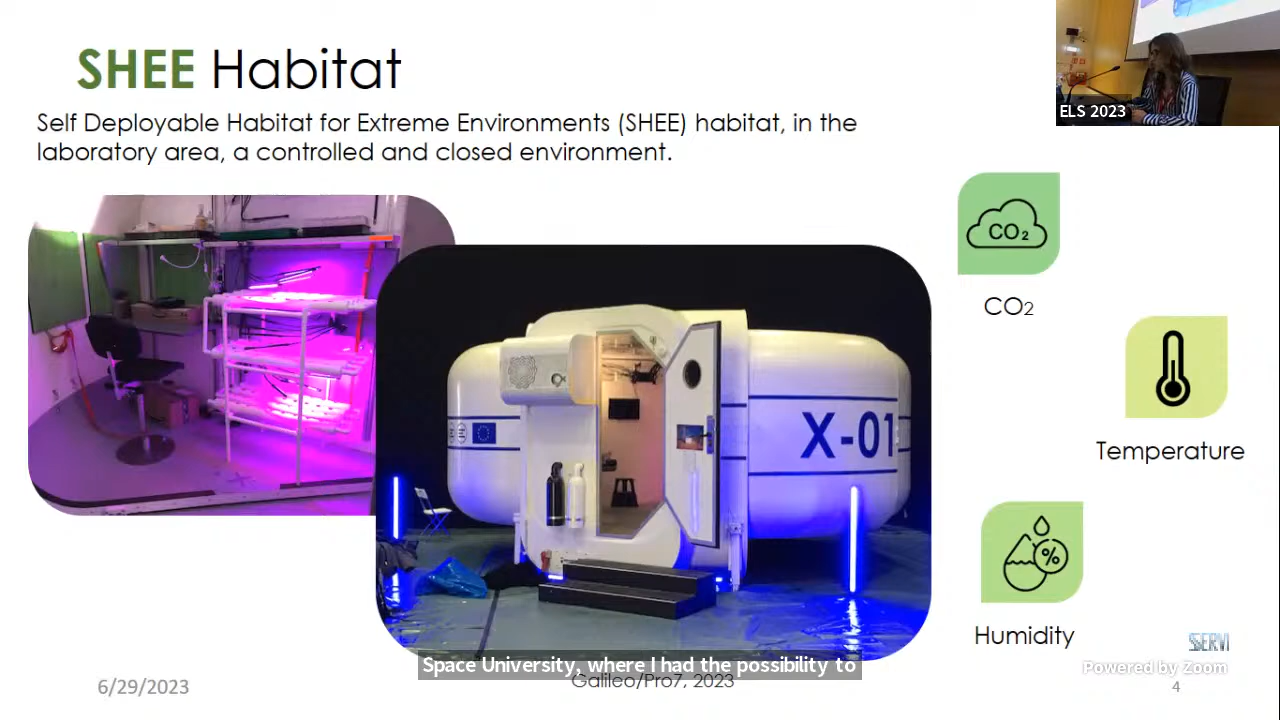 SHEE Habitat
Self Deployable Habitat for Extreme Environments (SHEE) habitat, in the
laboratory area, a controlled and closed environment.
ELS 2023
CO₂
CO2
Temperature
%
Humidity
X-01
SSERVI
Space University, where I had the possibility to
Powered by Zoom
Galileo/Pro7, 2023
6/29/2023
4